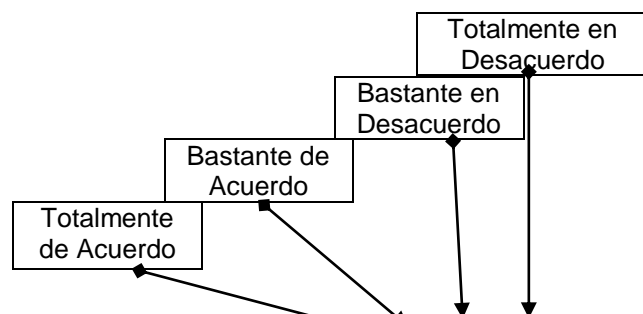 Totalmente en
Desacuerdo
Bastante en
Desacuerdo
Bastante de
Acuerdo
Totalmente
de Acuerdo